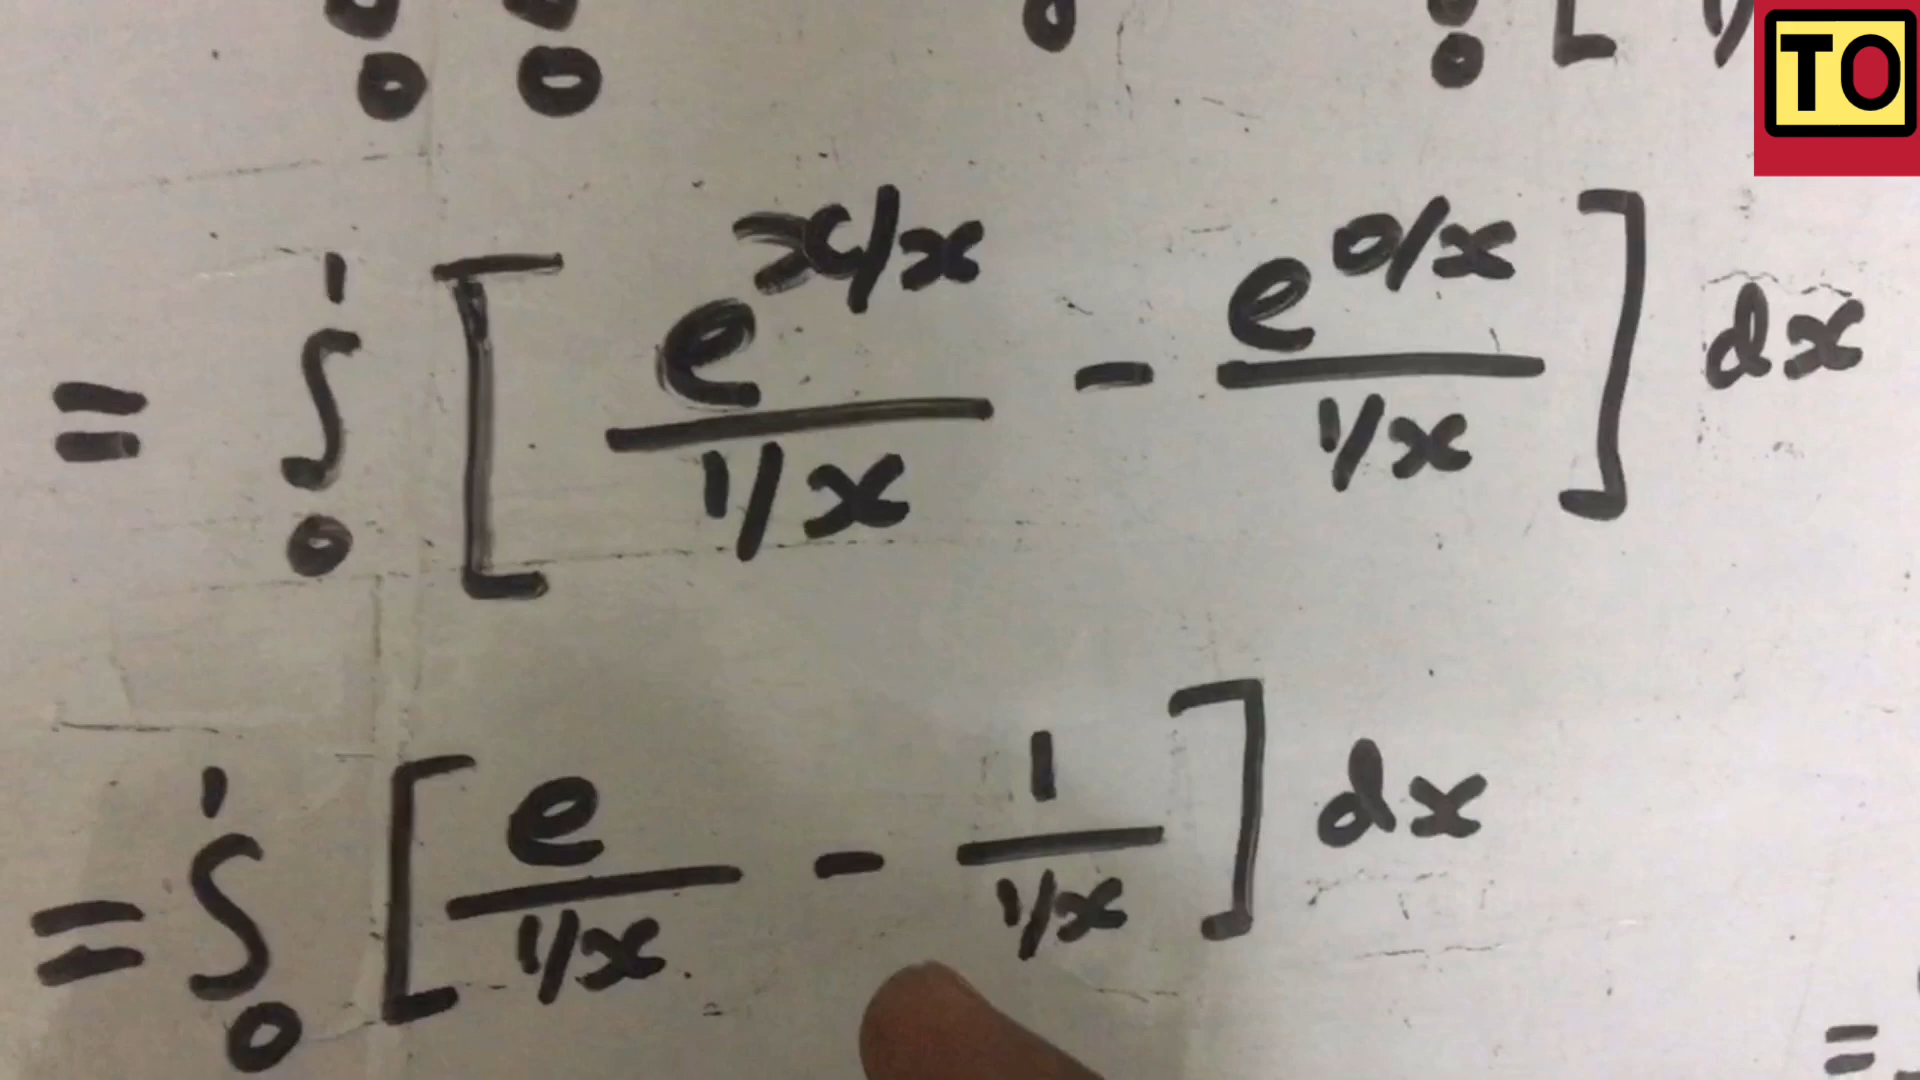 TO
= ∫₀¹ [ e^{x/x} / (1/x) - e^{0/x} / (1/x) ] dx
= ∫₀¹ [ e / (1/x) - 1 / (1/x) ] dx
=